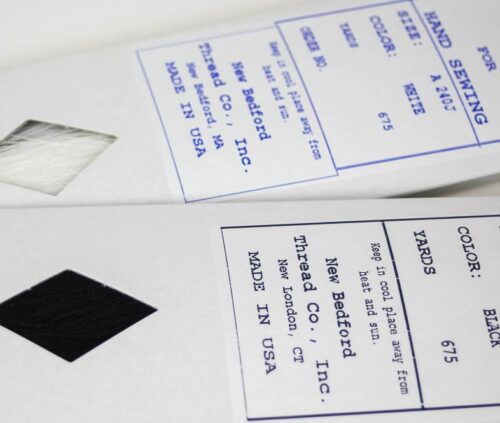 FOR
HAND SEWING
SIZE: A 240J
COLOR: WHITE
YARDS 675
ORDER NO.
Keep in cool place away from
heat and sun.
New Bedford
Thread Co., Inc.
New Bedford, MA
MADE IN USA
COLOR: BLACK
YARDS 675
Keep in cool place away from
heat and sun.
New Bedford
Thread Co., Inc.
New London, CT
MADE IN USA